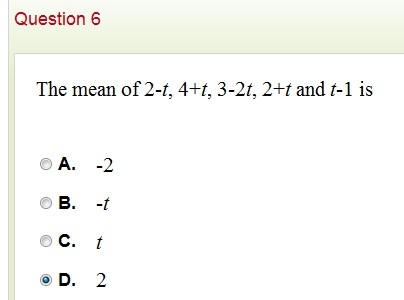 Question 6
The mean of 2-t, 4+t, 3-2t, 2+t and t-1 is
A. -2
B. -t
C. t
D. 2